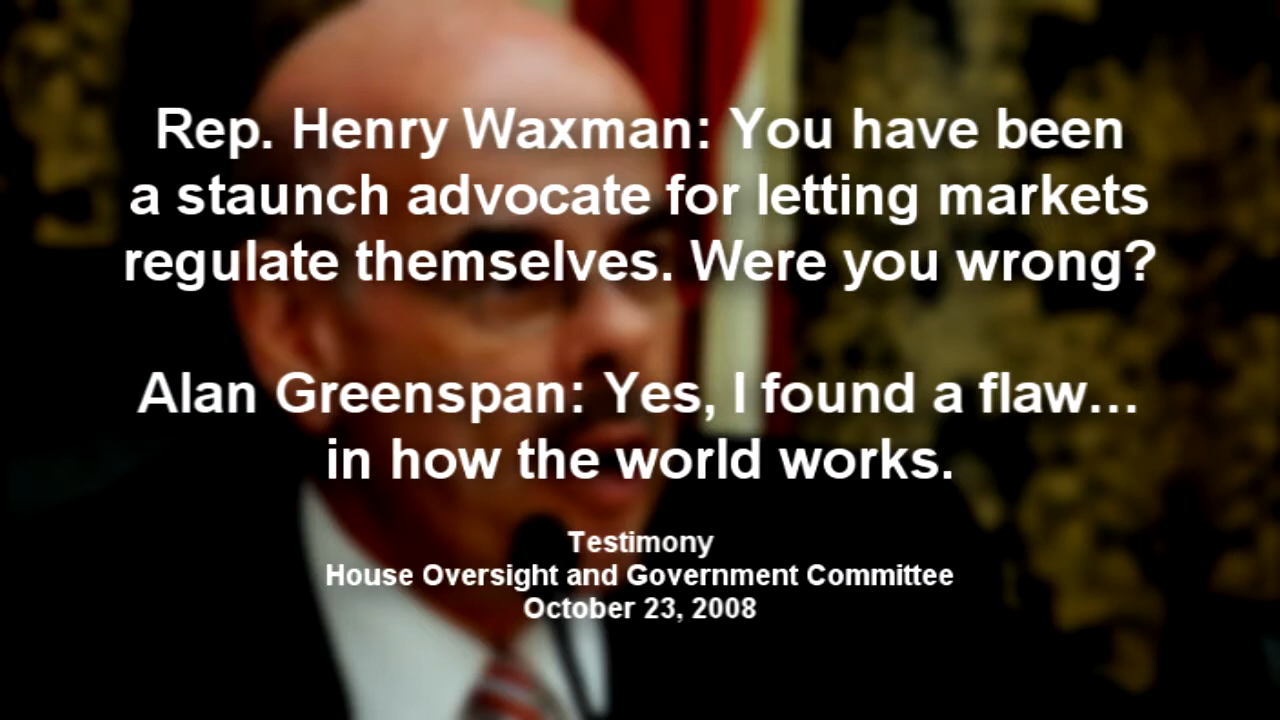 Rep. Henry Waxman: You have been
a staunch advocate for letting markets
regulate themselves. Were you wrong?
Alan Greenspan: Yes, I found a flaw...
in how the world works.
Testimony
House Oversight and Government Committee
October 23, 2008